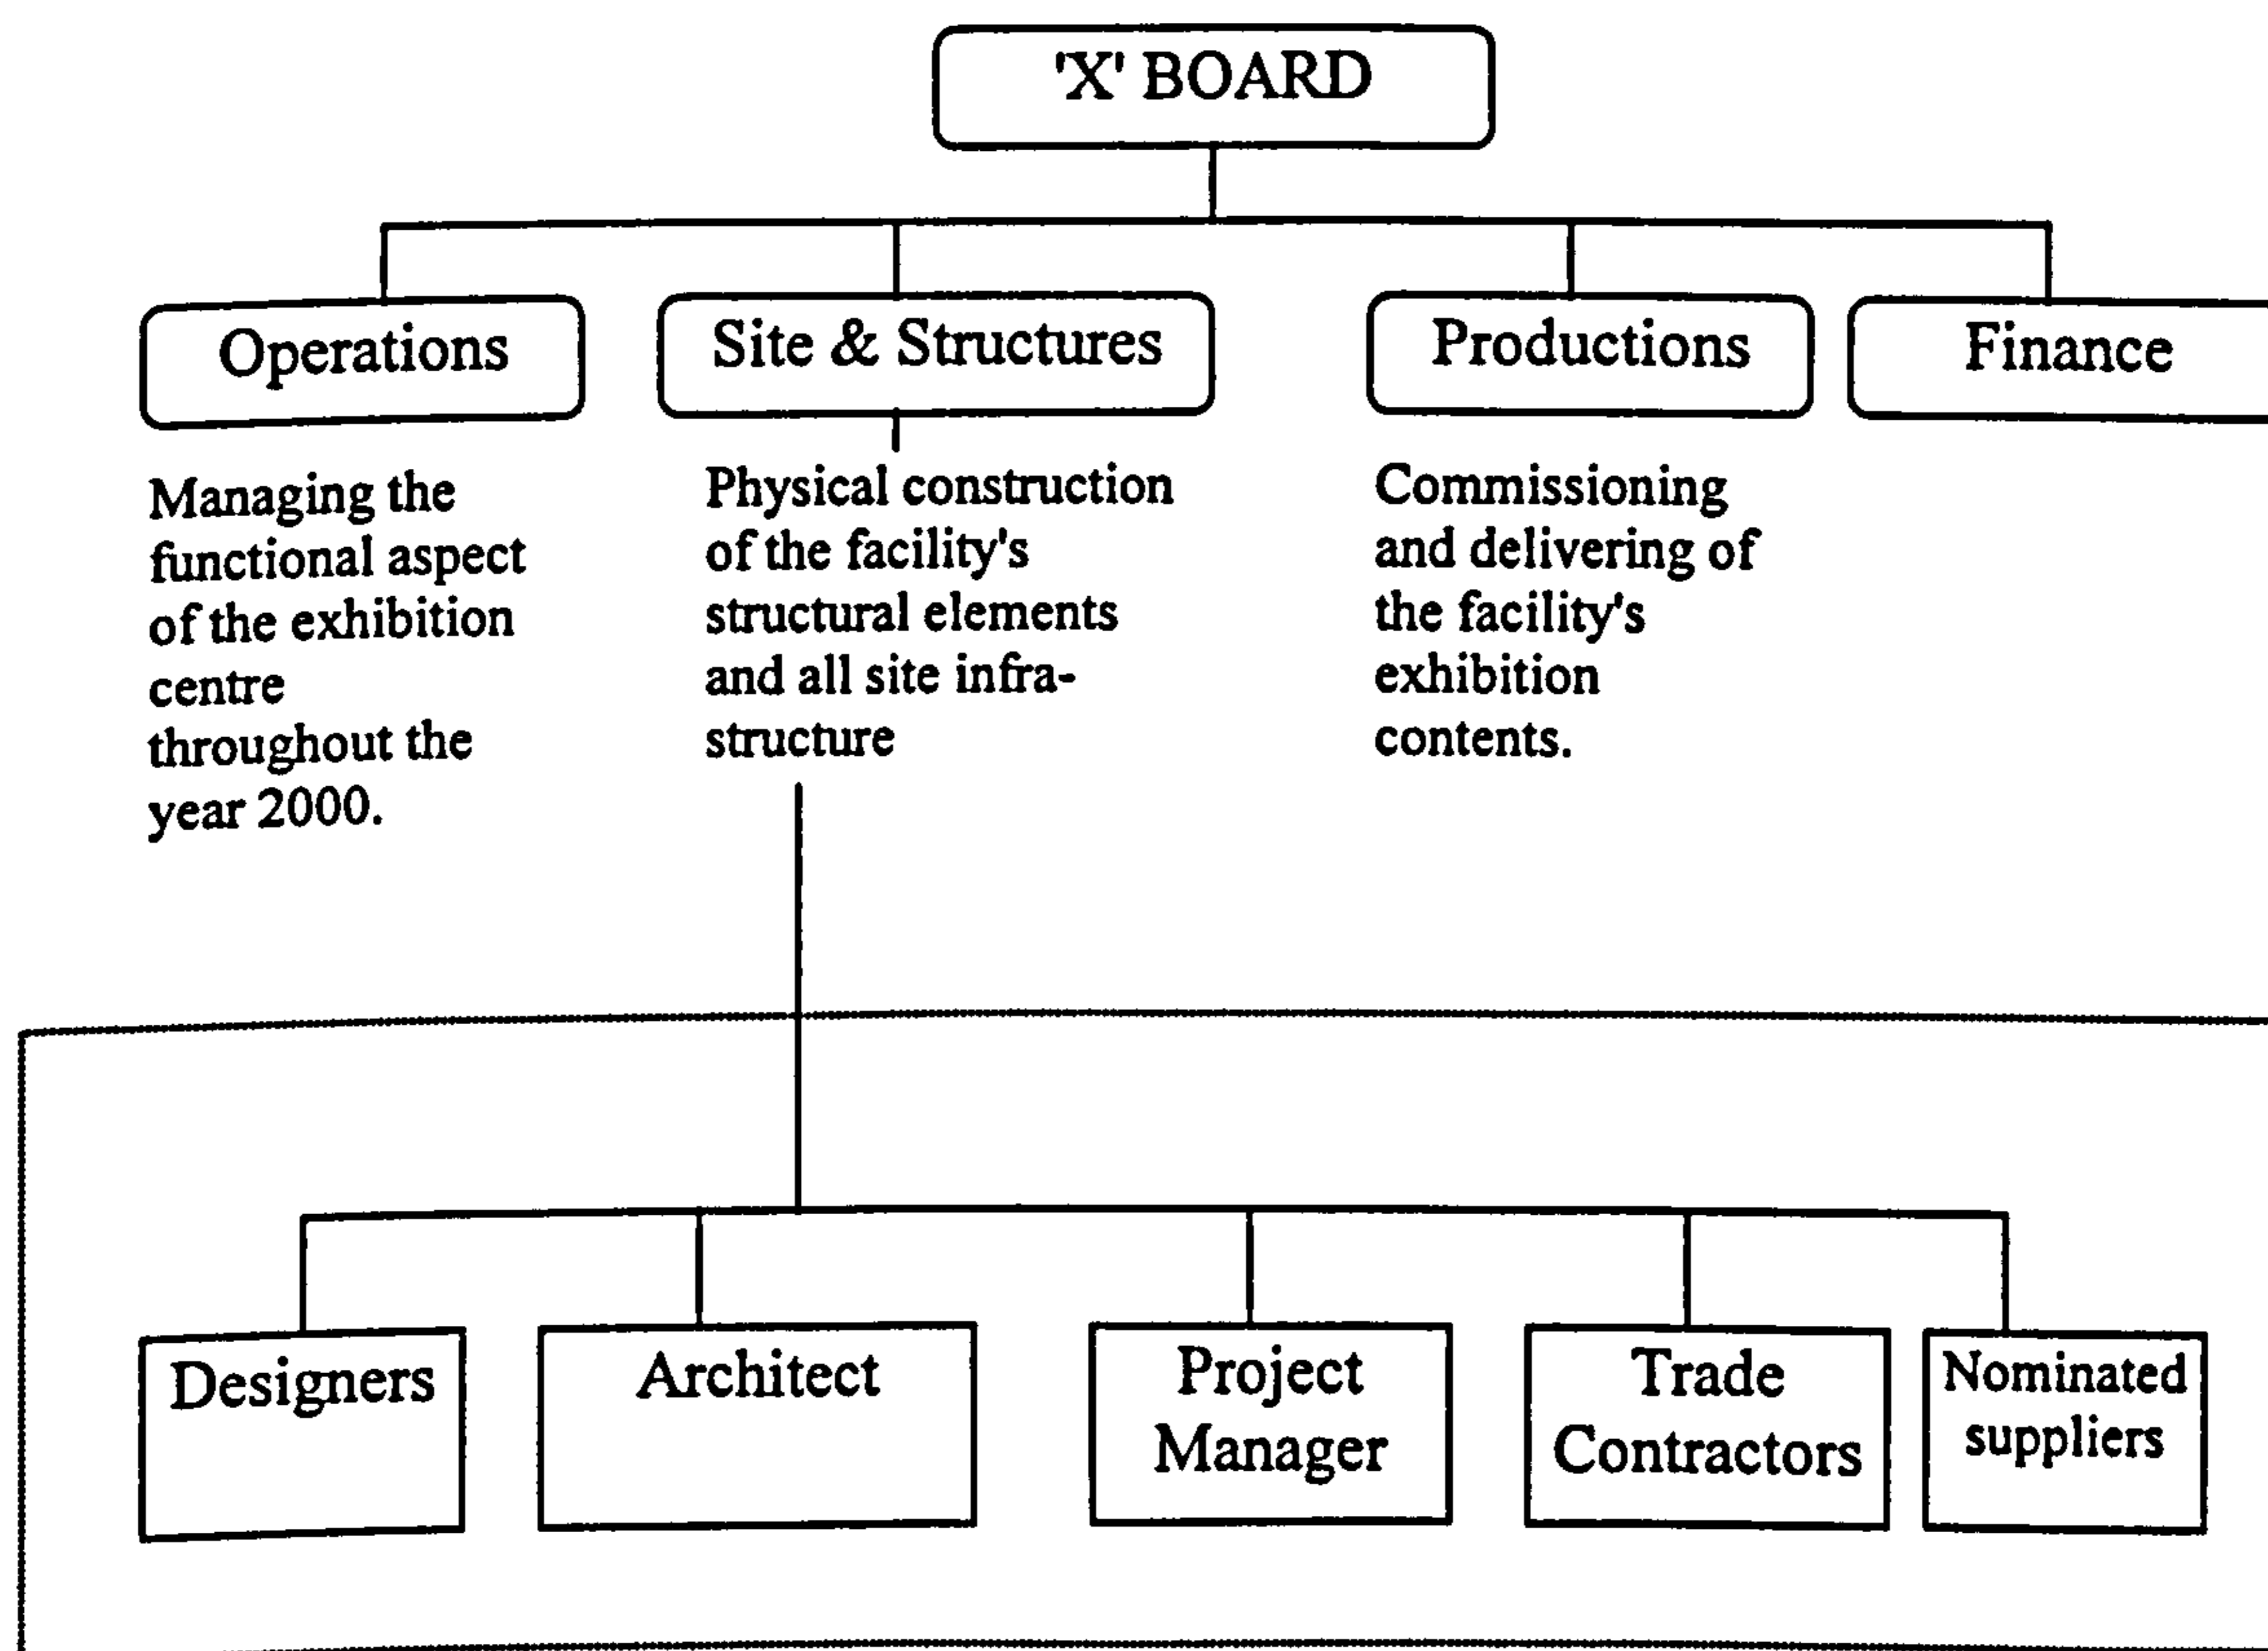 'X' BOARD
Operations
Site & Structures
Productions
Finance
Managing the
functional aspect
of the exhibition
centre
throughout the
year 2000.
Physical construction
of the facility's
structural elements
and all site infra-
structure
Commissioning
and delivering of
the facility's
exhibition
contents.
Designers
Architect
Project
Manager
Trade
Contractors
Nominated
suppliers